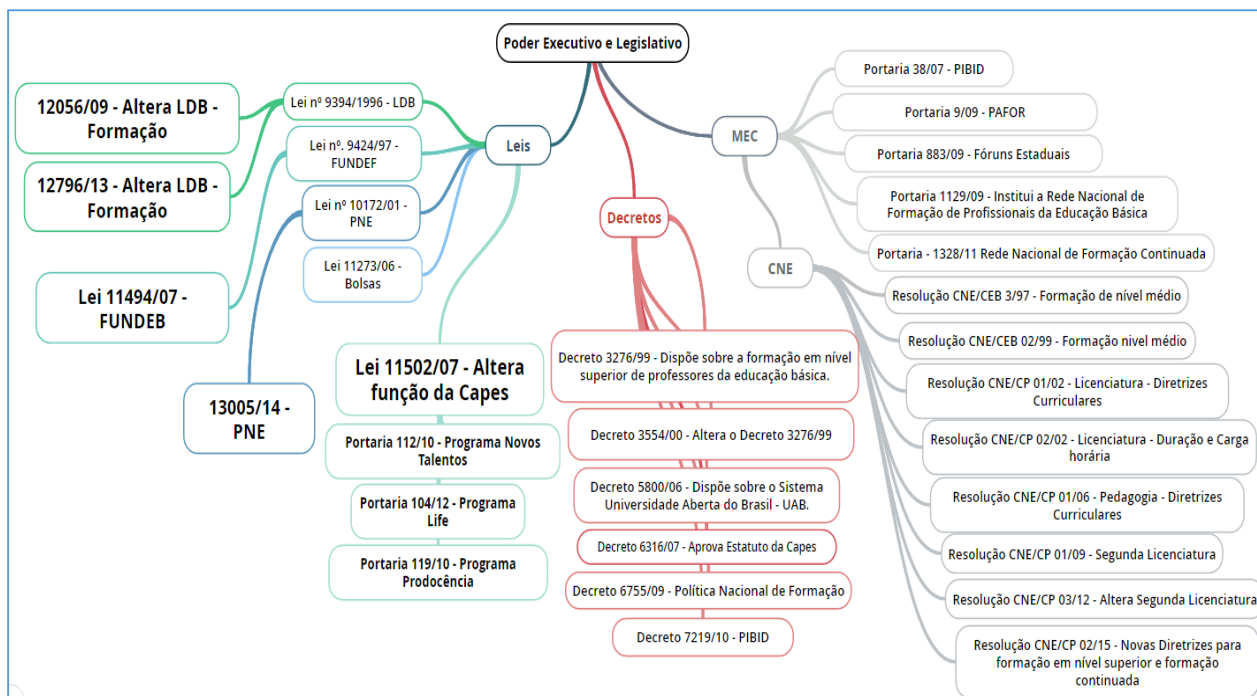 Poder Executivo e Legislativo
Leis
Lei nº 9394/1996 - LDB
12056/09 - Altera LDB -
Formação
12796/13 - Altera LDB -
Formação
Lei nº. 9424/97 -
FUNDEF
Lei 11494/07 -
FUNDEB
Lei nº 10172/01 -
PNE
13005/14 -
PNE
Lei 11273/06 -
Bolsas
Lei 11502/07 - Altera
função da Capes
Portaria 112/10 - Programa Novos
Talentos
Portaria 104/12 - Programa
Life
Portaria 119/10 - Programa
Prodocência
Decretos
Decreto 3276/99 - Dispõe sobre a formação em nível
superior de professores da educação básica.
Decreto 3554/00 - Altera o Decreto 3276/99
Decreto 5800/06 - Dispõe sobre o Sistema
Universidade Aberta do Brasil - UAB.
Decreto 6316/07 - Aprova Estatuto da Capes
Decreto 6755/09 - Política Nacional de Formação
Decreto 7219/10 - PIBID
MEC
Portaria 38/07 - PIBID
Portaria 9/09 - PAFOR
Portaria 883/09 - Fóruns Estaduais
Portaria 1129/09 - Institui a Rede Nacional de
Formação de Profissionais da Educação Básica
Portaria - 1328/11 Rede Nacional de Formação Continuada
CNE
Resolução CNE/CEB 3/97 - Formação de nível médio
Resolução CNE/CEB 02/99 - Formação nivel médio
Resolução CNE/CP 01/02 - Licenciatura - Diretrizes
Curriculares
Resolução CNE/CP 02/02 - Licenciatura - Duração e Carga
horária
Resolução CNE/CP 01/06 - Pedagogia - Diretrizes
Curriculares
Resolução CNE/CP 01/09 - Segunda Licenciatura
Resolução CNE/CP 03/12 - Altera Segunda Licenciatura
Resolução CNE/CP 02/15 - Novas Diretrizes para
formação em nível superior e formação
continuada